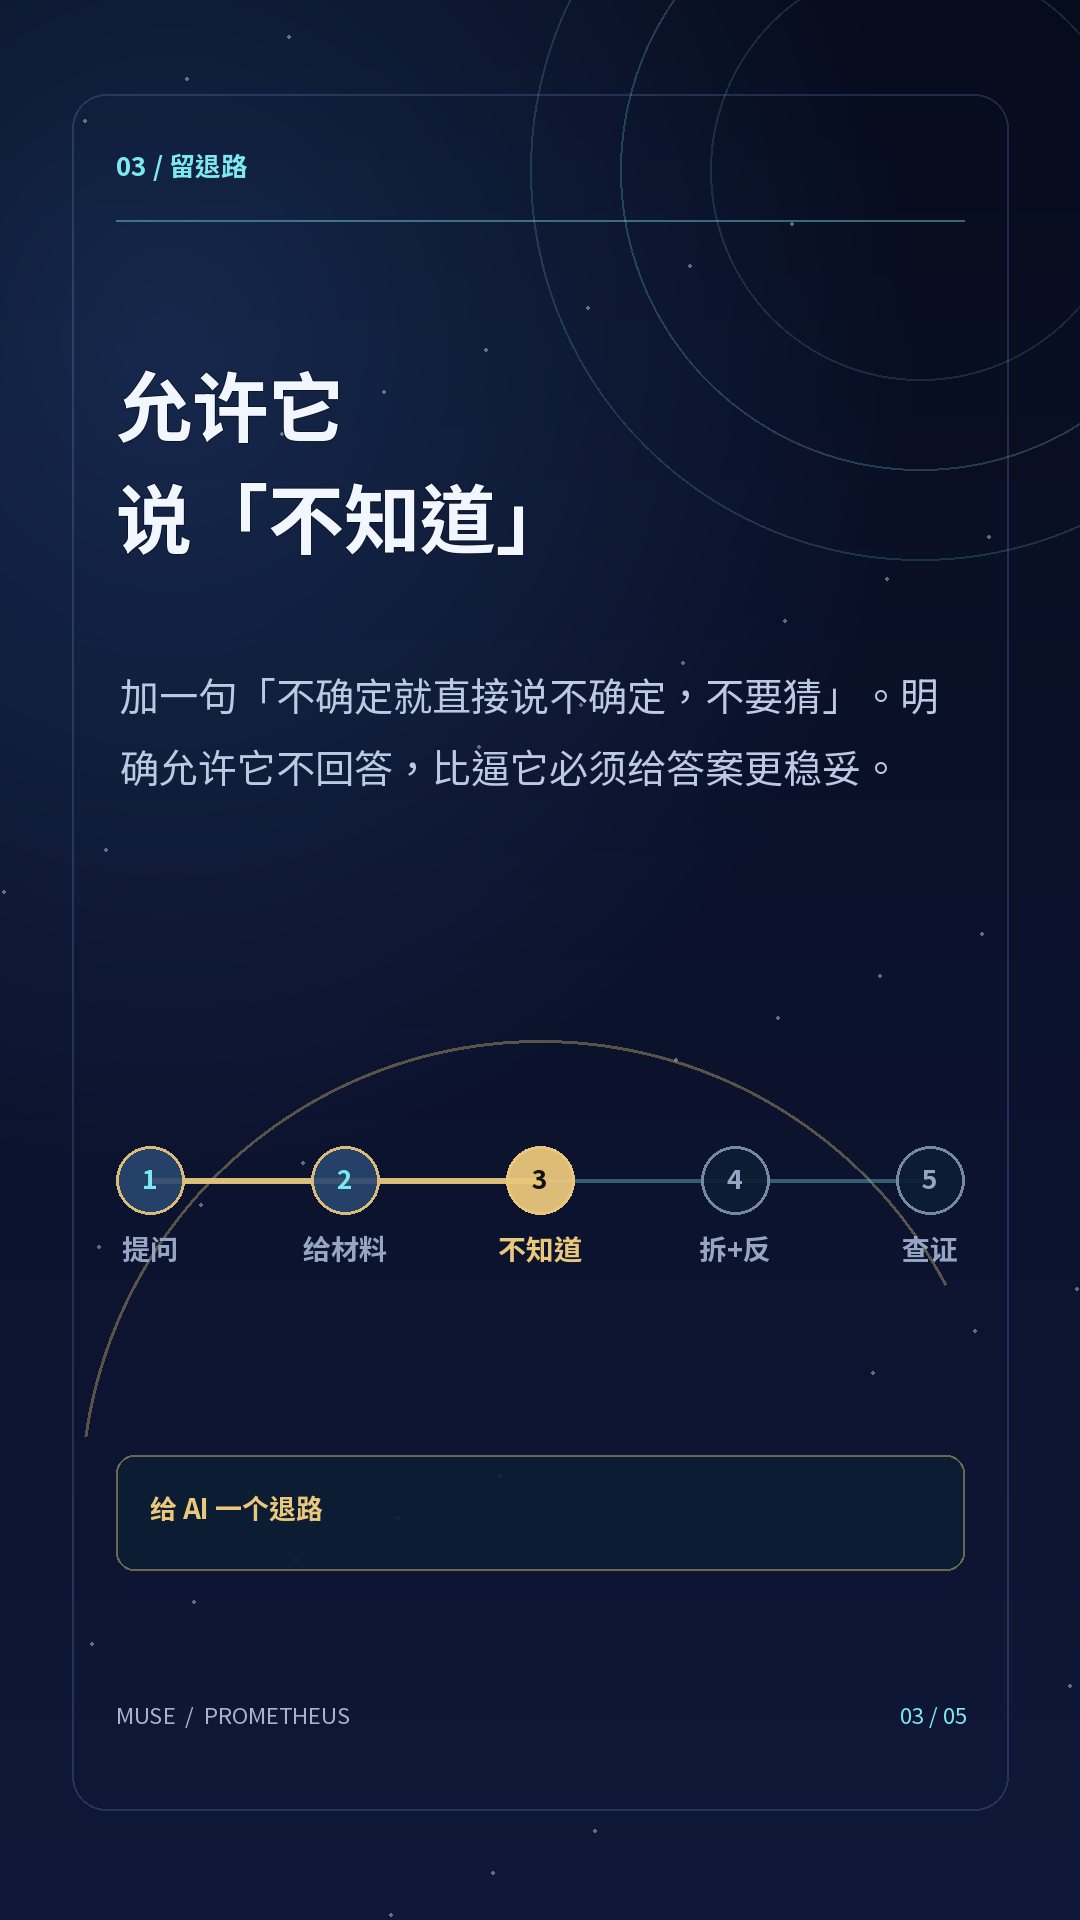 03 / 留退路
允许它
说「不知道」
加一句「不确定就直接说不确定，不要猜」。明
确允许它不回答，比逼它必须给答案更稳妥。
1 2 3 4 5
提问 给材料 不知道 拆+反 查证
给 AI 一个退路
MUSE / PROMETHEUS 03 / 05